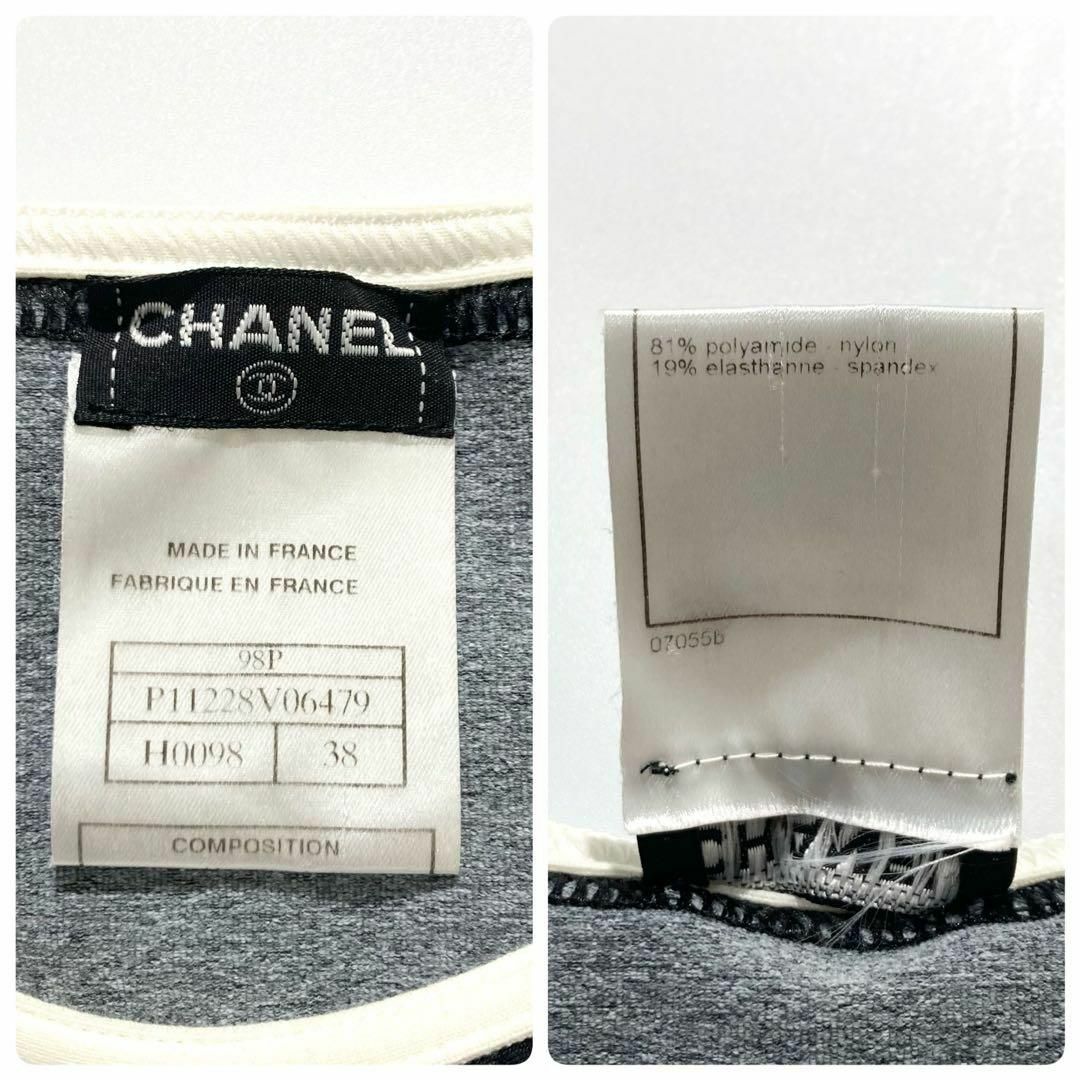 CHANEL
MADE IN FRANCE
FABRIQUE EN FRANCE
98P
P11228V06479
H0098 38
COMPOSITION
81% polyamide - nylon
19% elasthanne - spandex
07055b